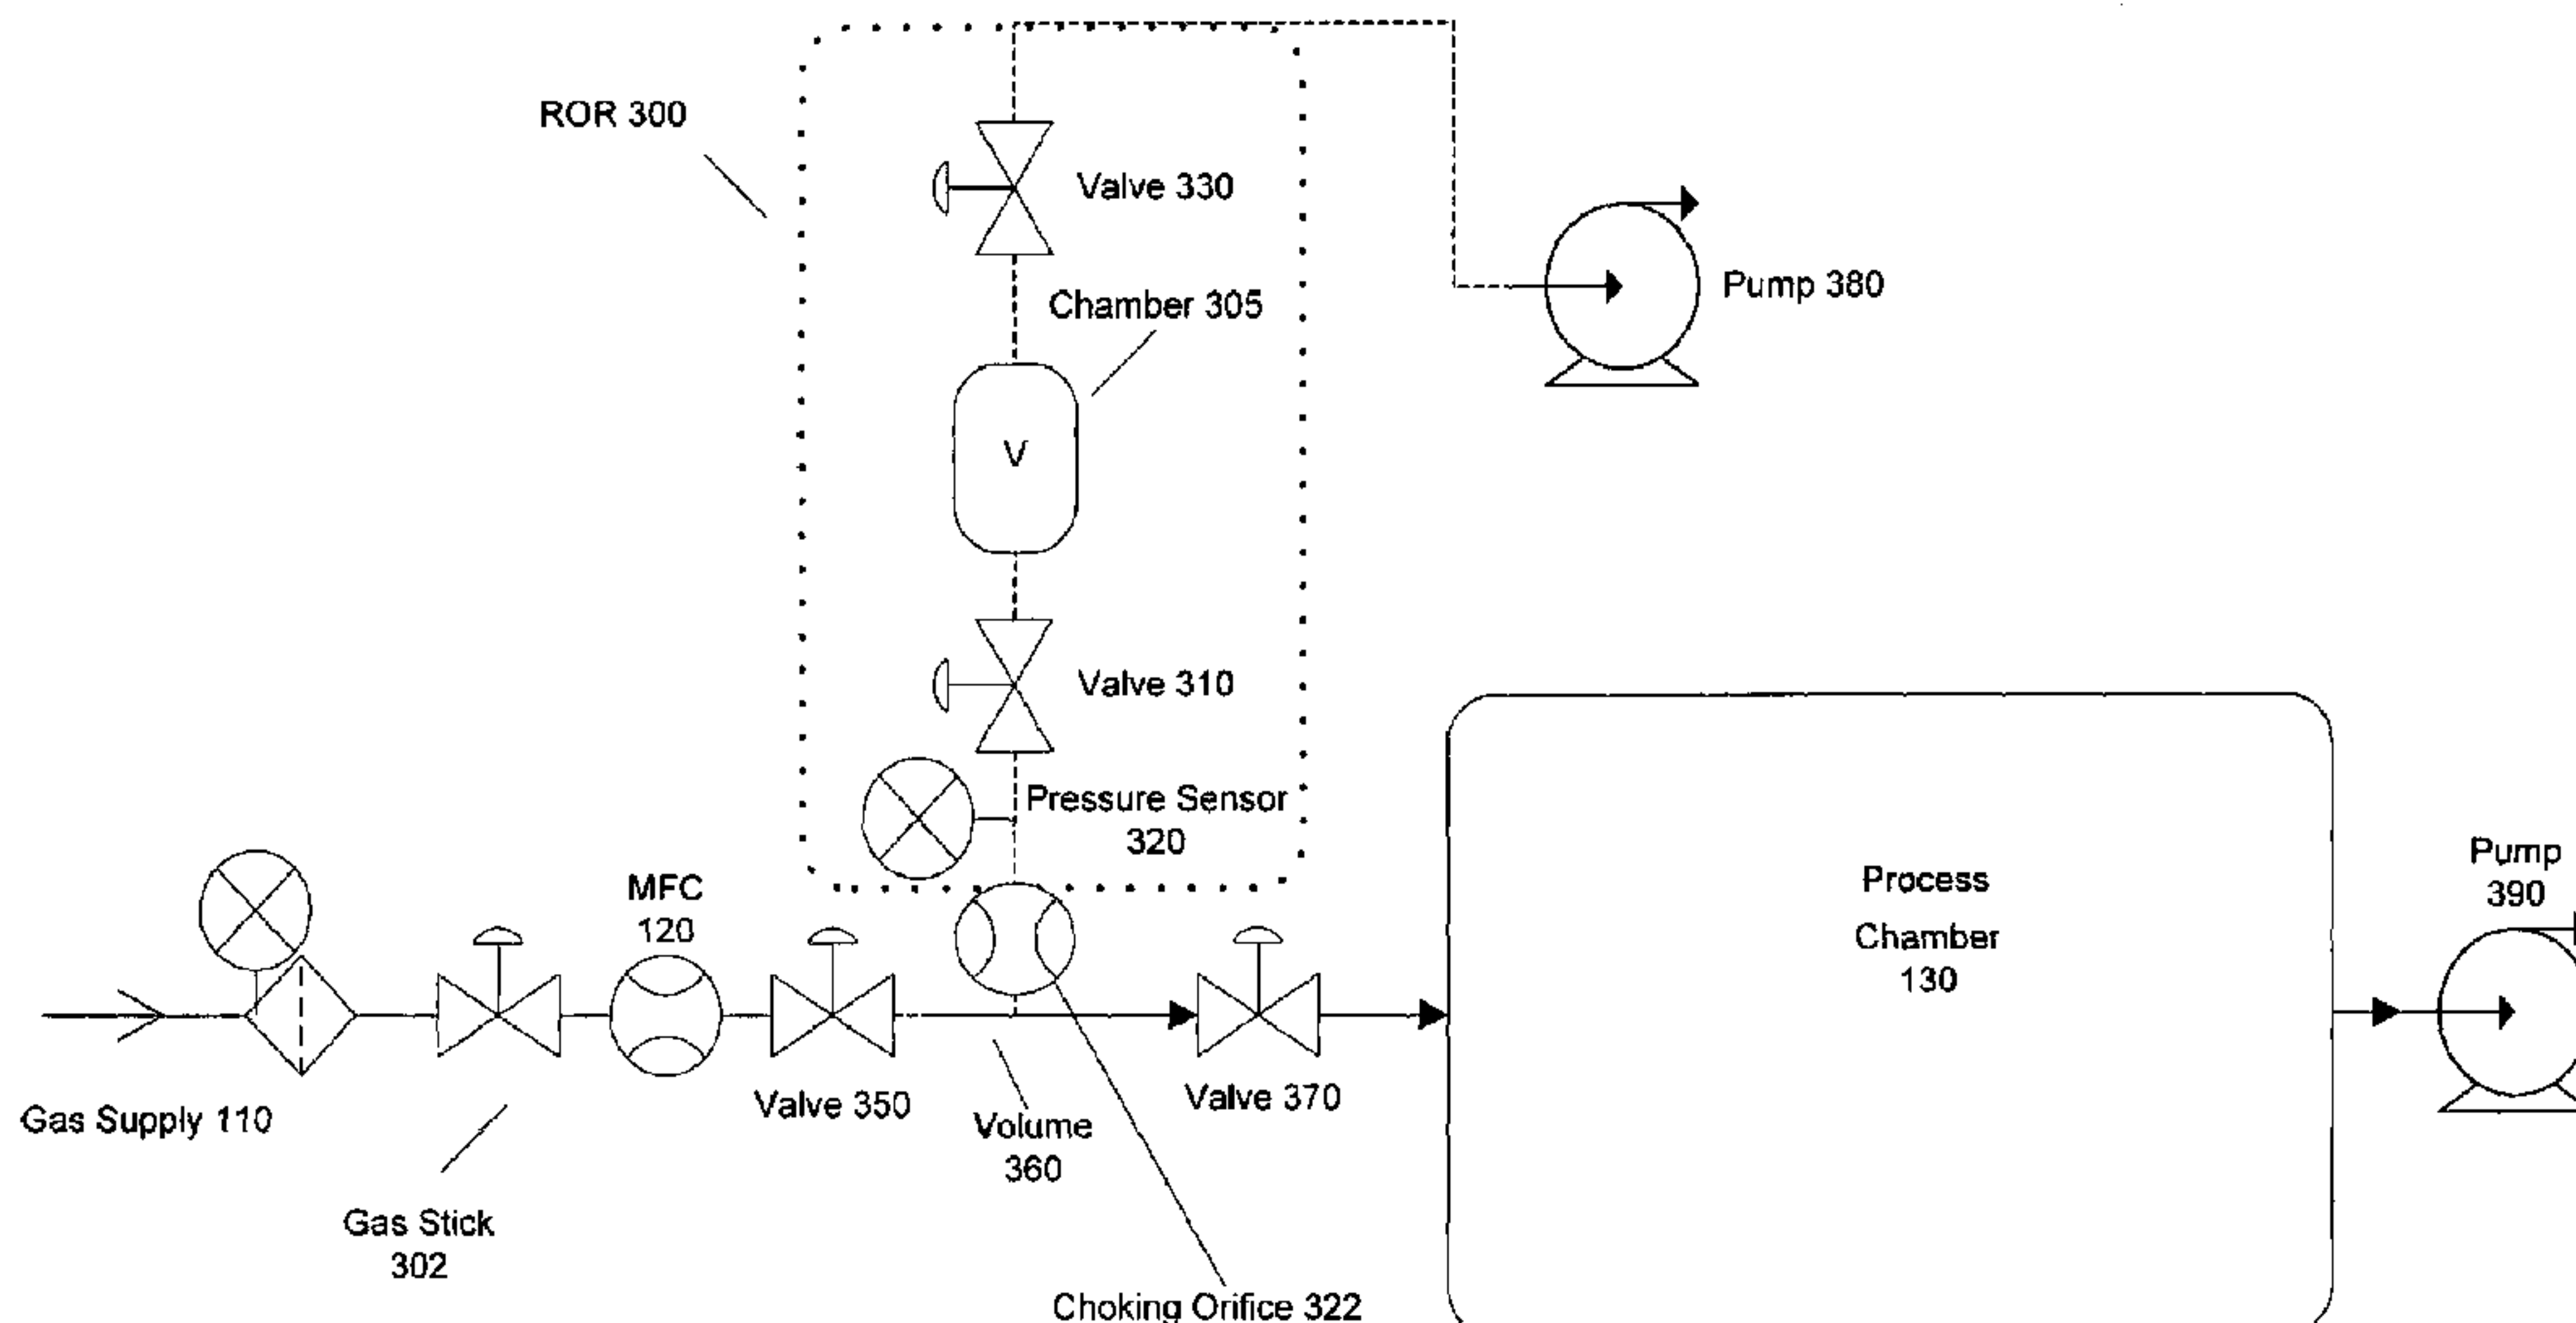 ROR 300
Valve 330
Chamber 305
Pump 380
V
Valve 310
Pressure Sensor
320
MFC
120
Process
Chamber
130
Pump
390
Gas Supply 110
Valve 350
Volume
360
Valve 370
Gas Stick
302
Choking Orifice 322